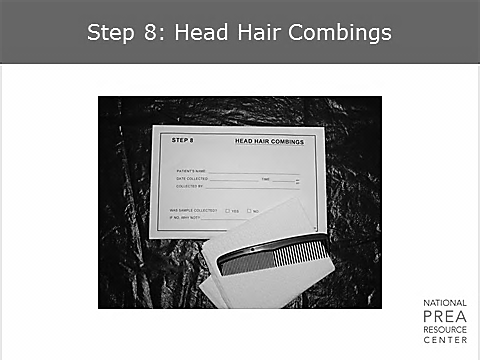 Step 8: Head Hair Combings
STEP 8 HEAD HAIR COMBINGS
PATIENT'S NAME:
DATE COLLECTED: TIME:
COLLECTED BY:
WAS SAMPLE COLLECTED? YES NO
IF NO, WHY NOT?
NATIONAL
PREA
RESOURCE
CENTER